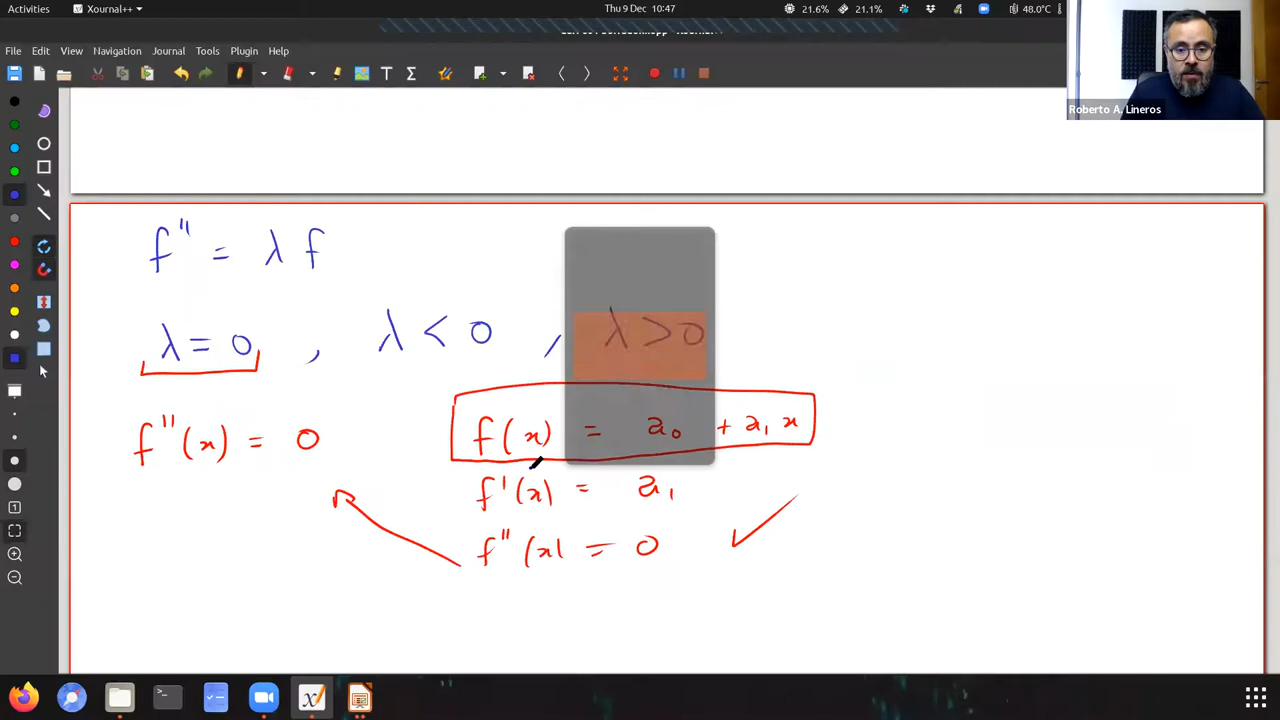 Activities
Xournal++
Thu 9 Dec 10:47
21.6%
21.1%
48.0°C
File Edit View Navigation Journal Tools Plugin Help
Roberto A. Lineros
f'' = λ f
λ = 0 , λ < 0 , λ > 0
f''(x) = 0
f(x) = a₀ + a₁ x
f'(x) = a₁
f''(x) = 0